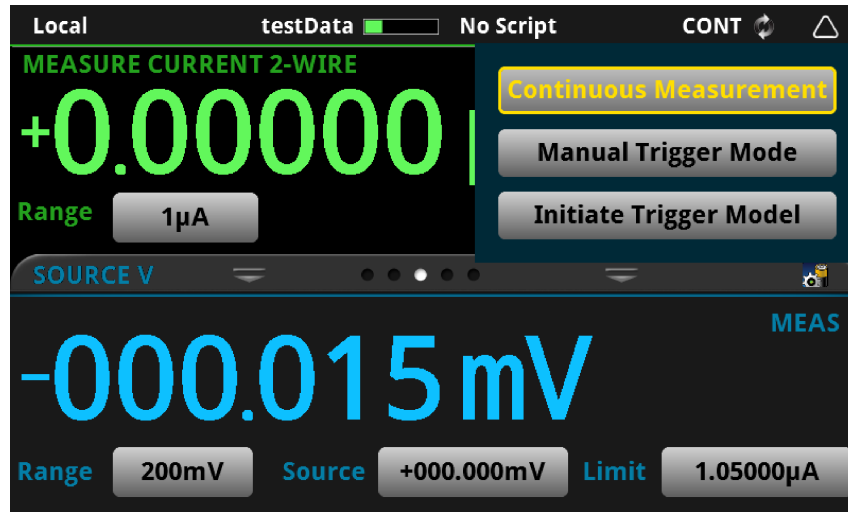 Local testData No Script CONT
MEASURE CURRENT 2-WIRE
+0.00000
Continuous Measurement
Manual Trigger Mode
Initiate Trigger Model
Range 1µA
SOURCE V
MEAS
-000.015 mV
Range 200mV Source +000.000mV Limit 1.05000µA